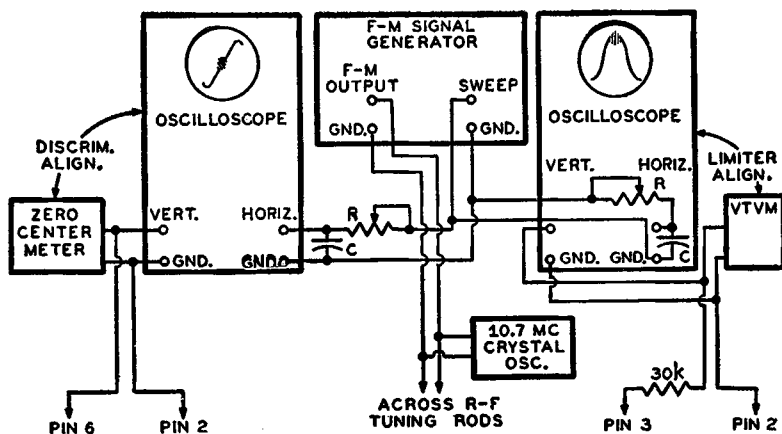 F-M SIGNAL
GENERATOR
F-M
OUTPUT
SWEEP
GND.
GND.
OSCILLOSCOPE
OSCILLOSCOPE
DISCRIM.
ALIGN.
LIMITER
ALIGN.
ZERO
CENTER
METER
VERT.
HORIZ.
GND.
GND.
R
C
VERT.
HORIZ.
R
GND.
GND.
C
VTVM
10.7 MC
CRYSTAL
OSC.
30k
PIN 6
PIN 2
ACROSS R-F
TUNING RODS
PIN 3
PIN 2